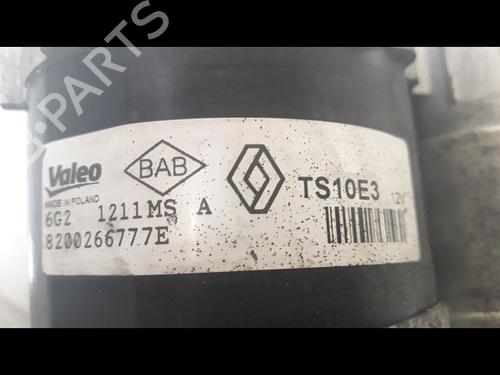 B-PARTS
Valeo
MADE IN POLAND
BAB
TS10E3 12V
6G2 1211MS A
8200266777E